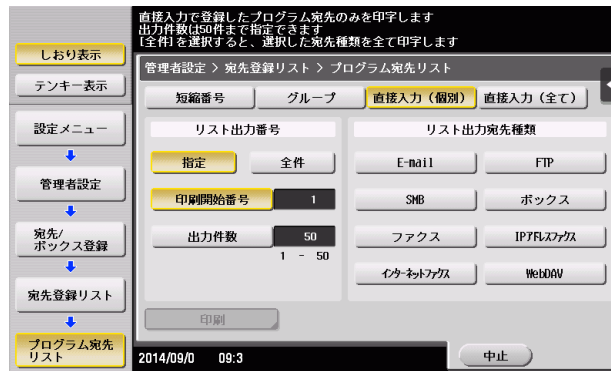 直接入力で登録したプログラム宛先のみを印字します
出力件数は50件まで指定できます
[全件]を選択すると、選択した宛先種類を全て印字します
しおり表示
テンキー表示
設定メニュー
管理者設定
宛先/
ボックス登録
宛先登録リスト
プログラム宛先
リスト
管理者設定 > 宛先登録リスト > プログラム宛先リスト
短縮番号 グループ 直接入力（個別） 直接入力（全て）
リスト出力番号
指定 全件
印刷開始番号 1
出力件数 50
1 - 50
リスト出力宛先種類
E-mail FTP
SMB ボックス
ファクス IPアドレスファクス
インターネットファクス WebDAV
印刷
2014/09/0 09:3
中止